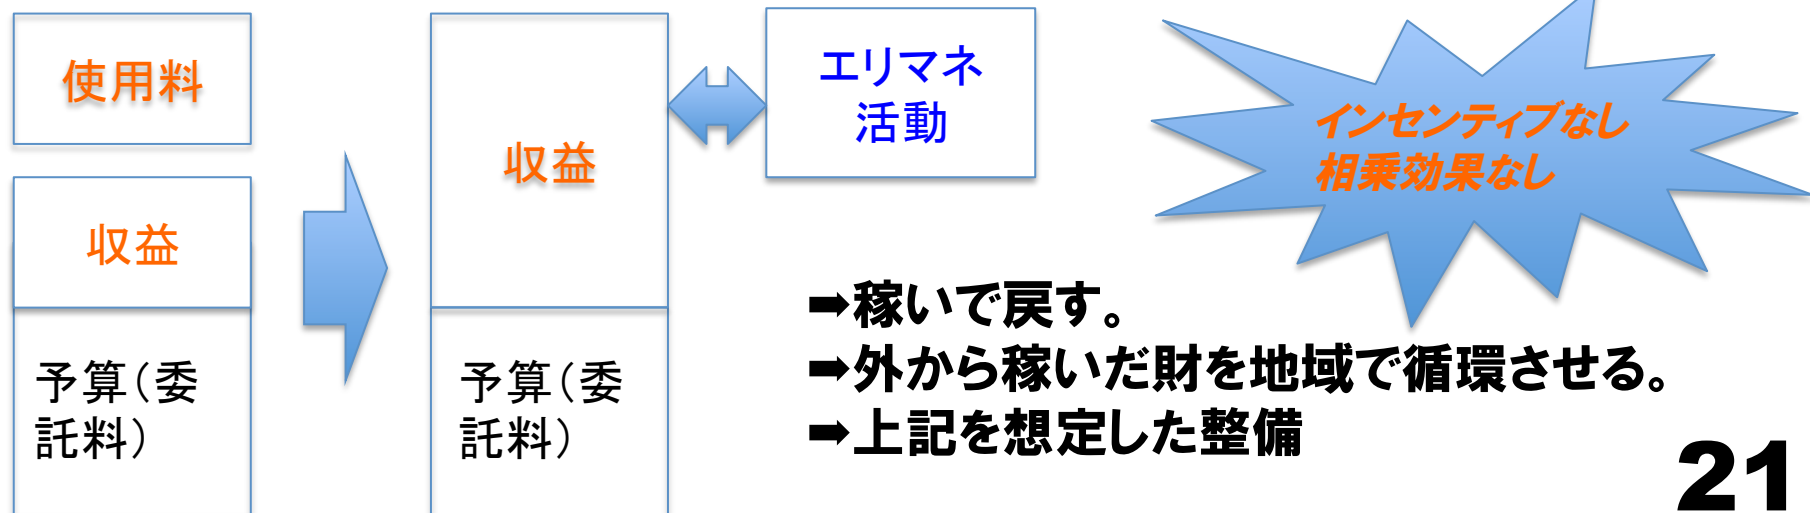 使用料
収益
予算（委
託料）
収益
予算（委
託料）
エリマネ
活動
インセンティブなし
相乗効果なし
➡稼いで戻す。
➡外から稼いだ財を地域で循環させる。
➡上記を想定した整備
21